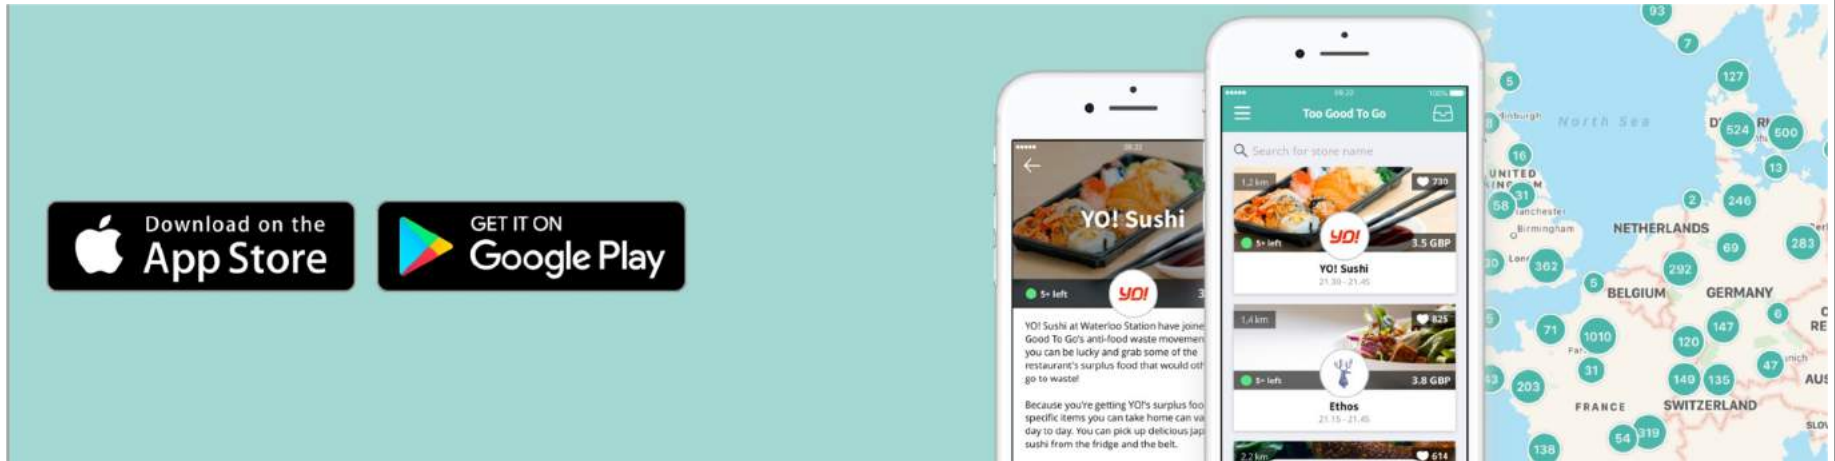 Download on the
App Store
GET IT ON
Google Play
08.22
YO! Sushi
5+ left
YO!
3
YO! Sushi at Waterloo Station have joine
Good To Go's anti-food waste movemen
you can be lucky and grab some of the
restaurant's surplus food that would oth
go to waste!
Because you're getting YO!'s surplus foo
specific items you can take home can va
day to day. You can pick up delicious Jap
sushi from the fridge and the belt.
08.22
100%
Too Good To Go
Search for store name
1,2 km
730
5+ left
YO!
3.5 GBP
YO! Sushi
21.30 - 21.45
1,4 km
825
5+ left
3.8 GBP
Ethos
21.15 - 21.45
2,2 km
614
93
7
5
127
North Sea
524
500
16
13
UNITED
31
58
2
246
Birmingham
NETHERLANDS
69
283
362
292
5
BELGIUM
GERMANY
6
71
147
1010
120
31
47
203
149
135
FRANCE
SWITZERLAND
54
319
138